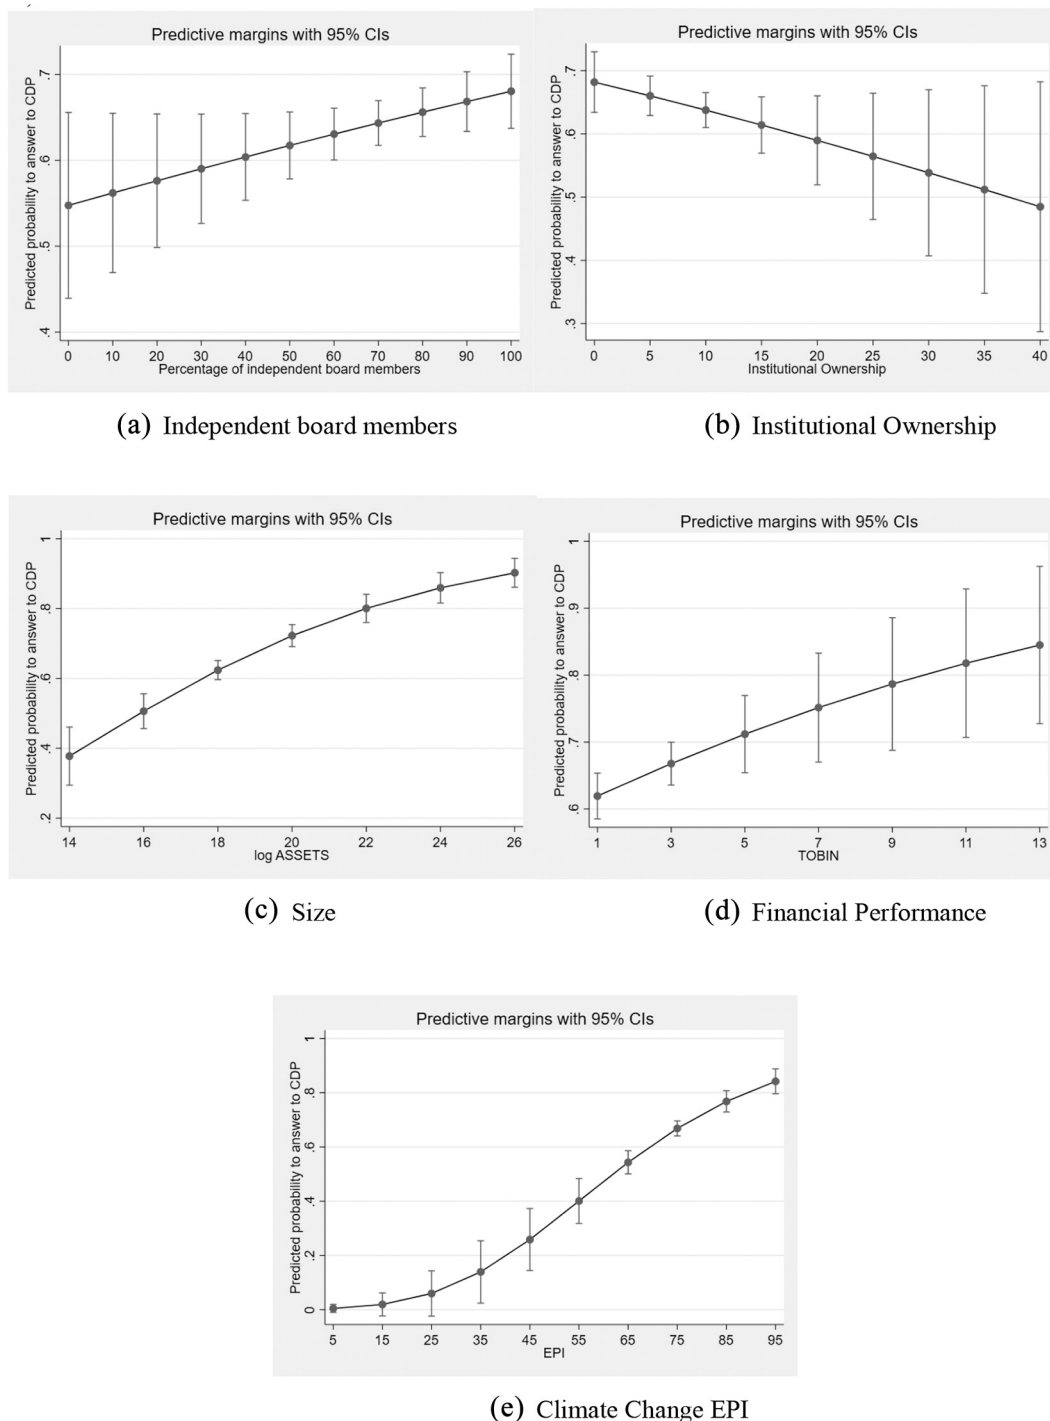 Predictive margins with 95% CIs
Predicted probability to answer to CDP
.7
.6
.5
.4
0 10 20 30 40 50 60 70 80 90 100
Percentage of independent board members
(a) Independent board members
Predictive margins with 95% CIs
Predicted probability to answer to CDP
.7
.6
.5
.4
.3
0 5 10 15 20 25 30 35 40
Institutional Ownership
(b) Institutional Ownership
Predictive margins with 95% CIs
Predicted probability to answer to CDP
1
.8
.6
.4
.2
14 16 18 20 22 24 26
log ASSETS
(c) Size
Predictive margins with 95% CIs
Predicted probability to answer to CDP
1
.9
.8
.7
.6
1 3 5 7 9 11 13
TOBIN
(d) Financial Performance
Predictive margins with 95% CIs
Predicted probability to answer to CDP
1
.8
.6
.4
.2
0
5 15 25 35 45 55 65 75 85 95
EPI
(e) Climate Change EPI